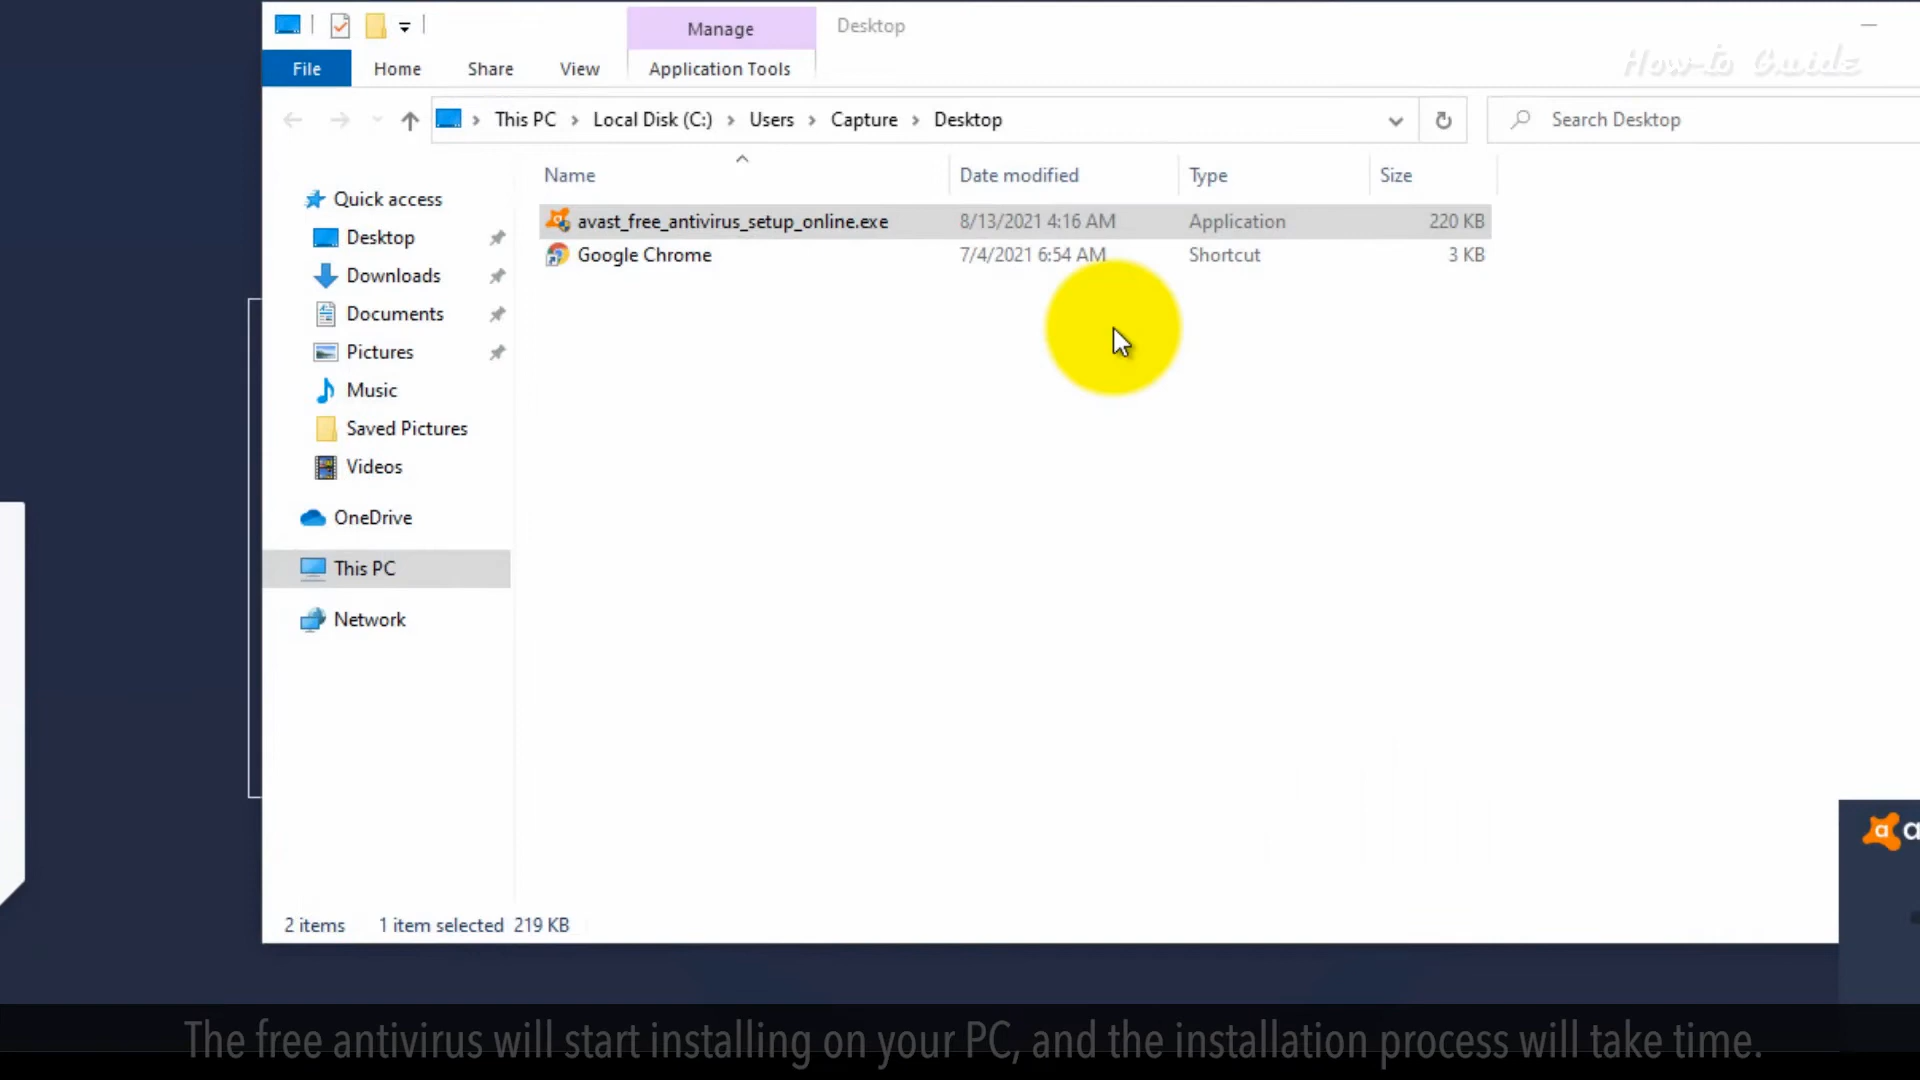 Manage
Desktop
How-to Guide
File
Home
Share
View
Application Tools
This PC
Local Disk (C:)
Users
Capture
Desktop
Search Desktop
Name
Date modified
Type
Size
Quick access
avast_free_antivirus_setup_online.exe
8/13/2021 4:16 AM
Application
220 KB
Desktop
Google Chrome
7/4/2021 6:54 AM
Shortcut
3 KB
Downloads
Documents
Pictures
Music
Saved Pictures
Videos
OneDrive
This PC
Network
a
2 items
1 item selected
219 KB
The free antivirus will start installing on your PC, and the installation process will take time.